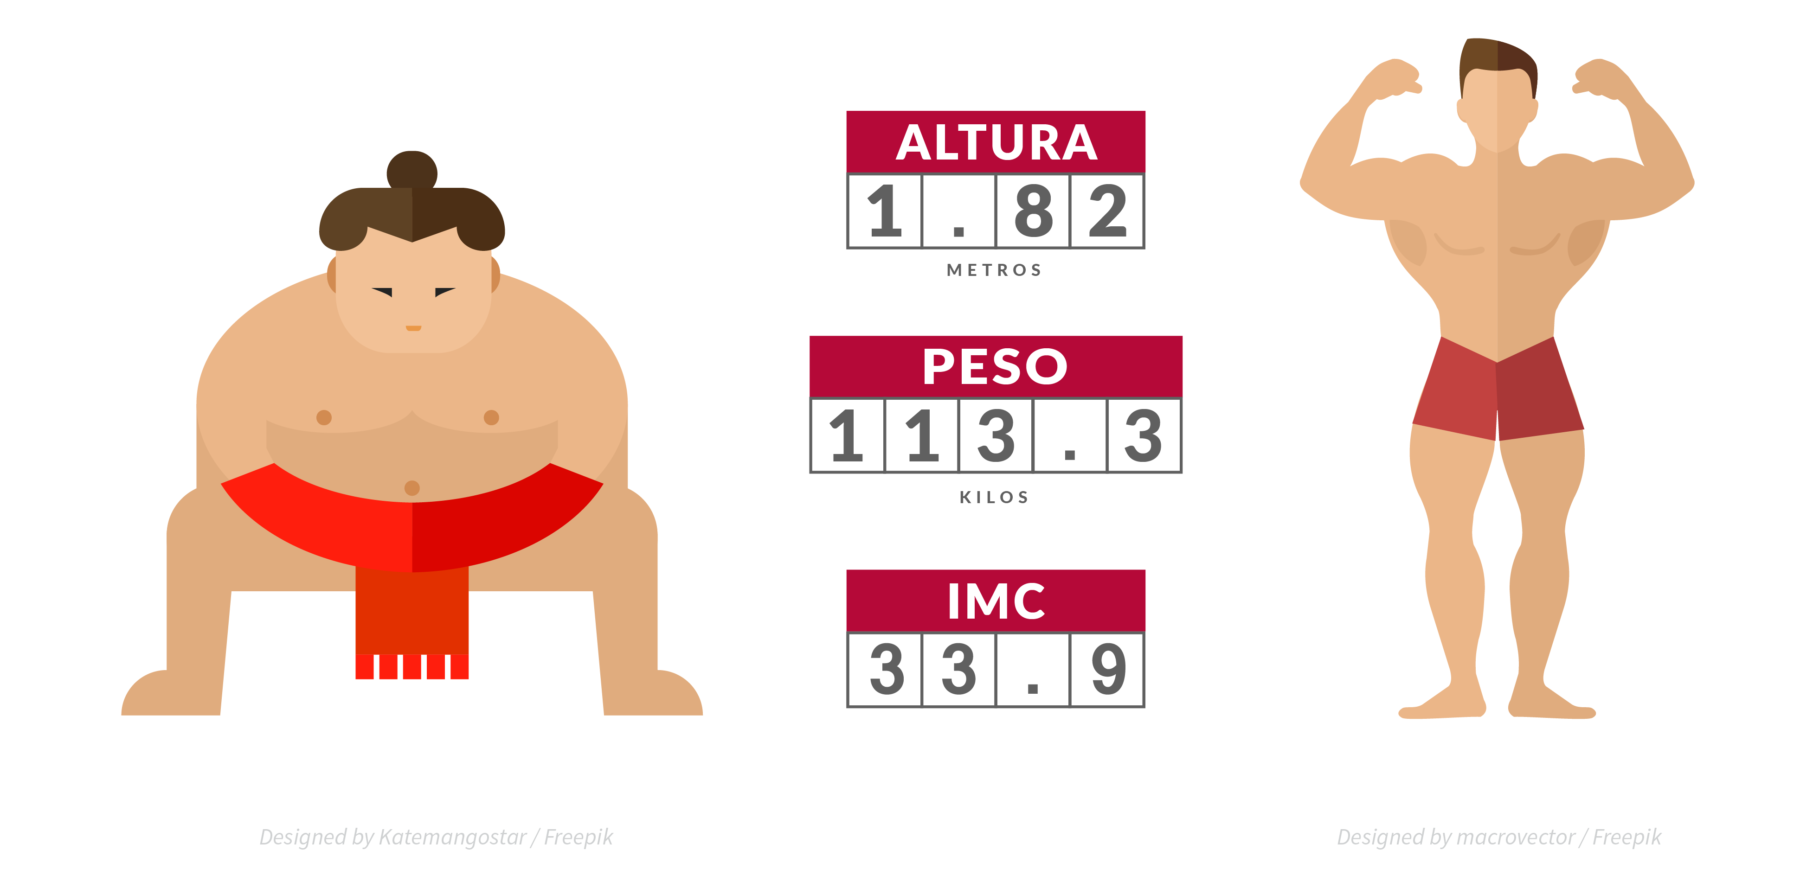 ALTURA
1.82
METROS
PESO
113.3
KILOS
IMC
33.9
Designed by Katemangostar / Freepik
Designed by macrovector / Freepik